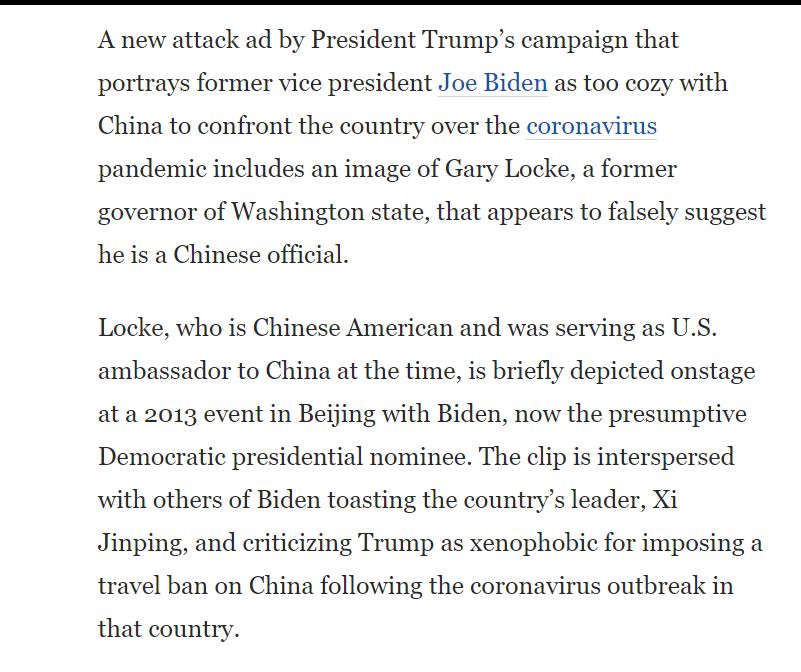 A new attack ad by President Trump’s campaign that
portrays former vice president Joe Biden as too cozy with
China to confront the country over the coronavirus
pandemic includes an image of Gary Locke, a former
governor of Washington state, that appears to falsely suggest
he is a Chinese official.
Locke, who is Chinese American and was serving as U.S.
ambassador to China at the time, is briefly depicted onstage
at a 2013 event in Beijing with Biden, now the presumptive
Democratic presidential nominee. The clip is interspersed
with others of Biden toasting the country’s leader, Xi
Jinping, and criticizing Trump as xenophobic for imposing a
travel ban on China following the coronavirus outbreak in
that country.